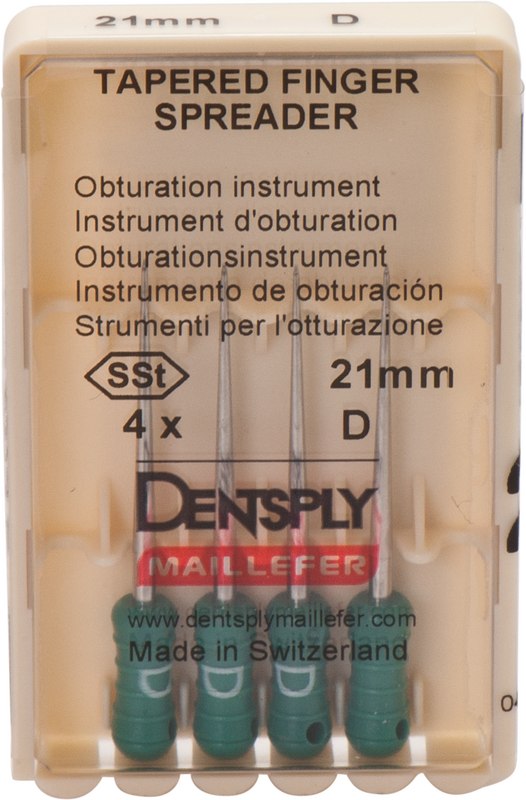 21mm D
TAPERED FINGER
SPREADER
Obturation instrument
Instrument d'obturation
Obturationsinstrument
Instrumento de obturación
Strumenti per l'otturazione
SSt 21mm
4 x D
DENTSPLY
MAILLEFER
www.dentsplymaillefer.com
Made in Switzerland
D D D